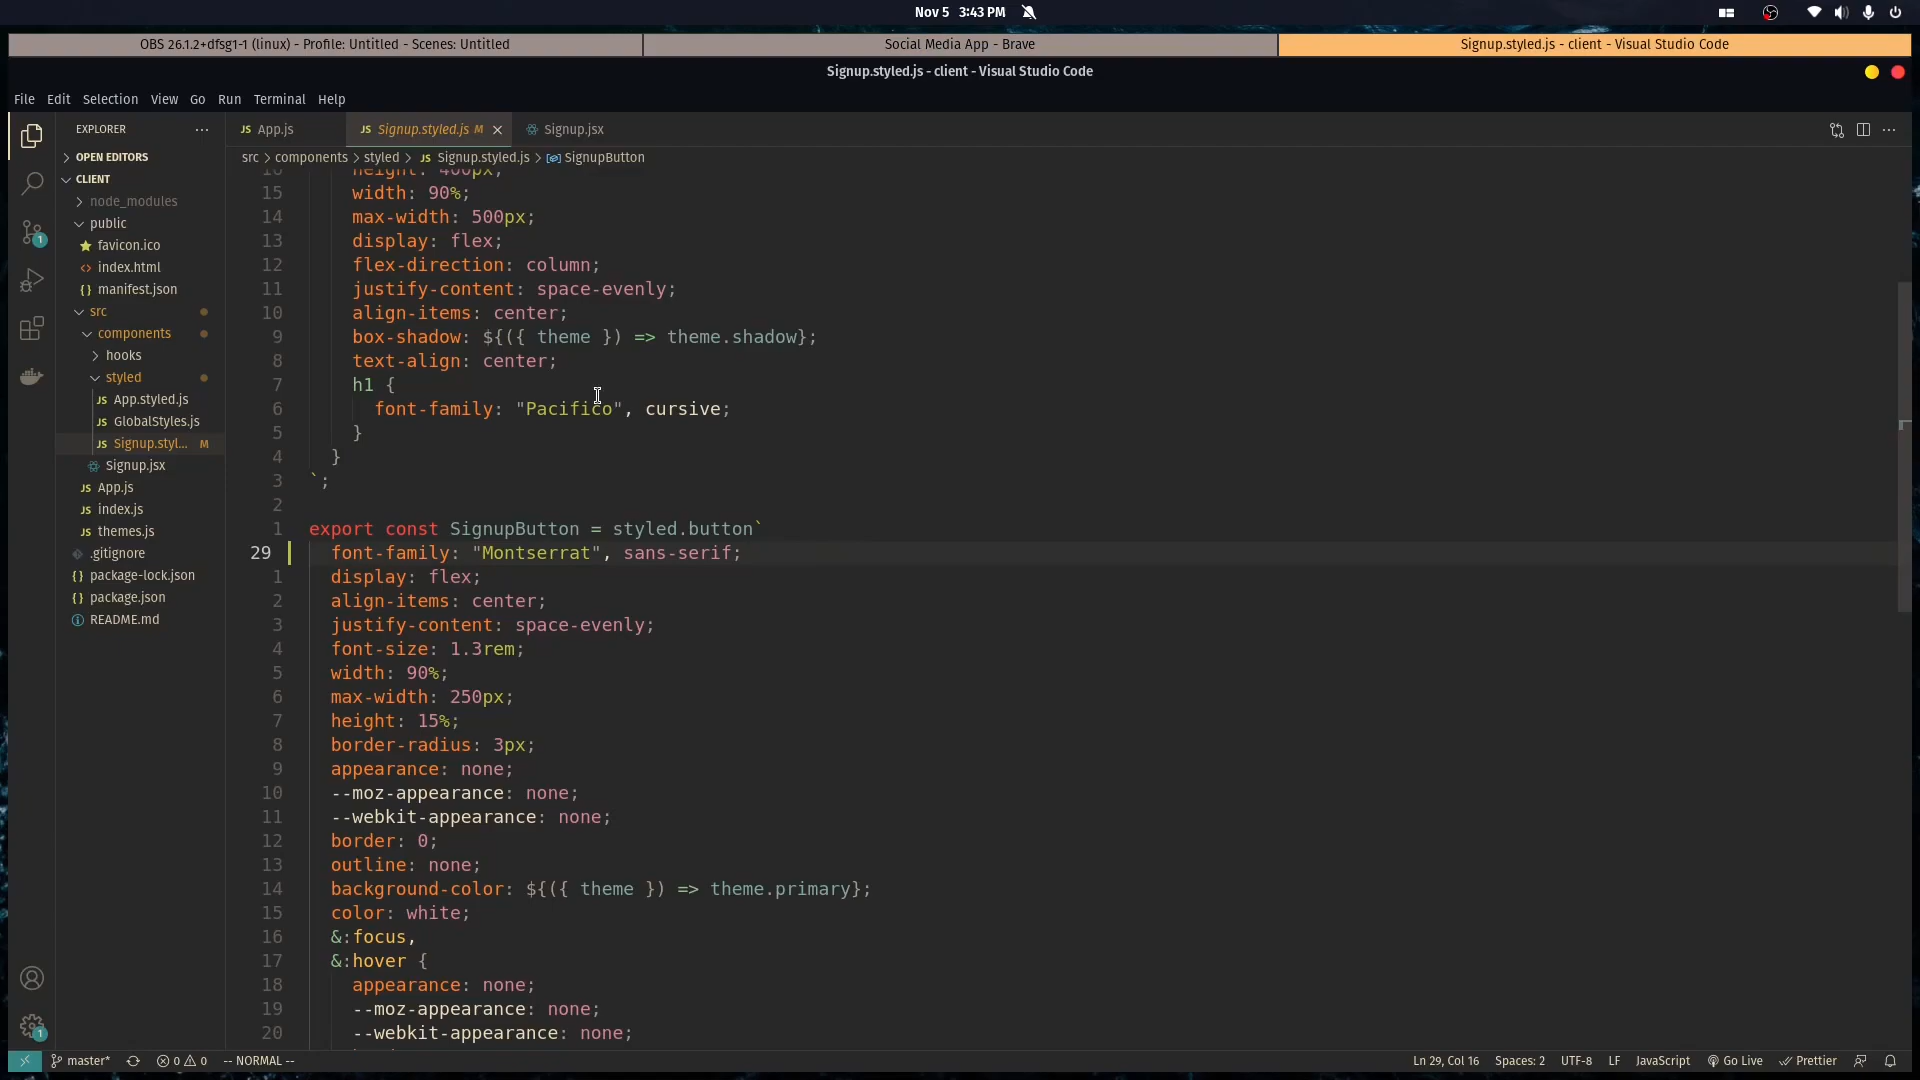 Nov 5 3:43 PM
OBS 26.1.2+dfsg1-1 (linux) - Profile: Untitled - Scenes: Untitled
Social Media App - Brave
Signup.styled.js - client - Visual Studio Code
Signup.styled.js - client - Visual Studio Code
File Edit Selection View Go Run Terminal Help
EXPLORER
JS App.js
JS Signup.styled.js M
Signup.jsx
src > components > styled > JS Signup.styled.js > SignupButton
OPEN EDITORS
CLIENT
node_modules
public
favicon.ico
<> index.html
{} manifest.json
src
components
hooks
styled
JS App.styled.js
JS GlobalStyles.js
JS Signup.styl... M
Signup.jsx
JS App.js
JS index.js
JS themes.js
.gitignore
{} package-lock.json
{} package.json
README.md
1
1
16 height: 400px;
15 width: 90%;
14 max-width: 500px;
13 display: flex;
12 flex-direction: column;
11 justify-content: space-evenly;
10 align-items: center;
9 box-shadow: ${({ theme }) => theme.shadow};
8 text-align: center;
7 h1 {
6 font-family: "Pacifico", cursive;
5 }
4 }
3 `;
2
1 export const SignupButton = styled.button`
29 font-family: "Montserrat", sans-serif;
1 display: flex;
2 align-items: center;
3 justify-content: space-evenly;
4 font-size: 1.3rem;
5 width: 90%;
6 max-width: 250px;
7 height: 15%;
8 border-radius: 3px;
9 appearance: none;
10 --moz-appearance: none;
11 --webkit-appearance: none;
12 border: 0;
13 outline: none;
14 background-color: ${({ theme }) => theme.primary};
15 color: white;
16 &:focus,
17 &:hover {
18 appearance: none;
19 --moz-appearance: none;
20 --webkit-appearance: none;
master* 0 0 -- NORMAL --
Ln 29, Col 16 Spaces: 2 UTF-8 LF JavaScript Go Live Prettier